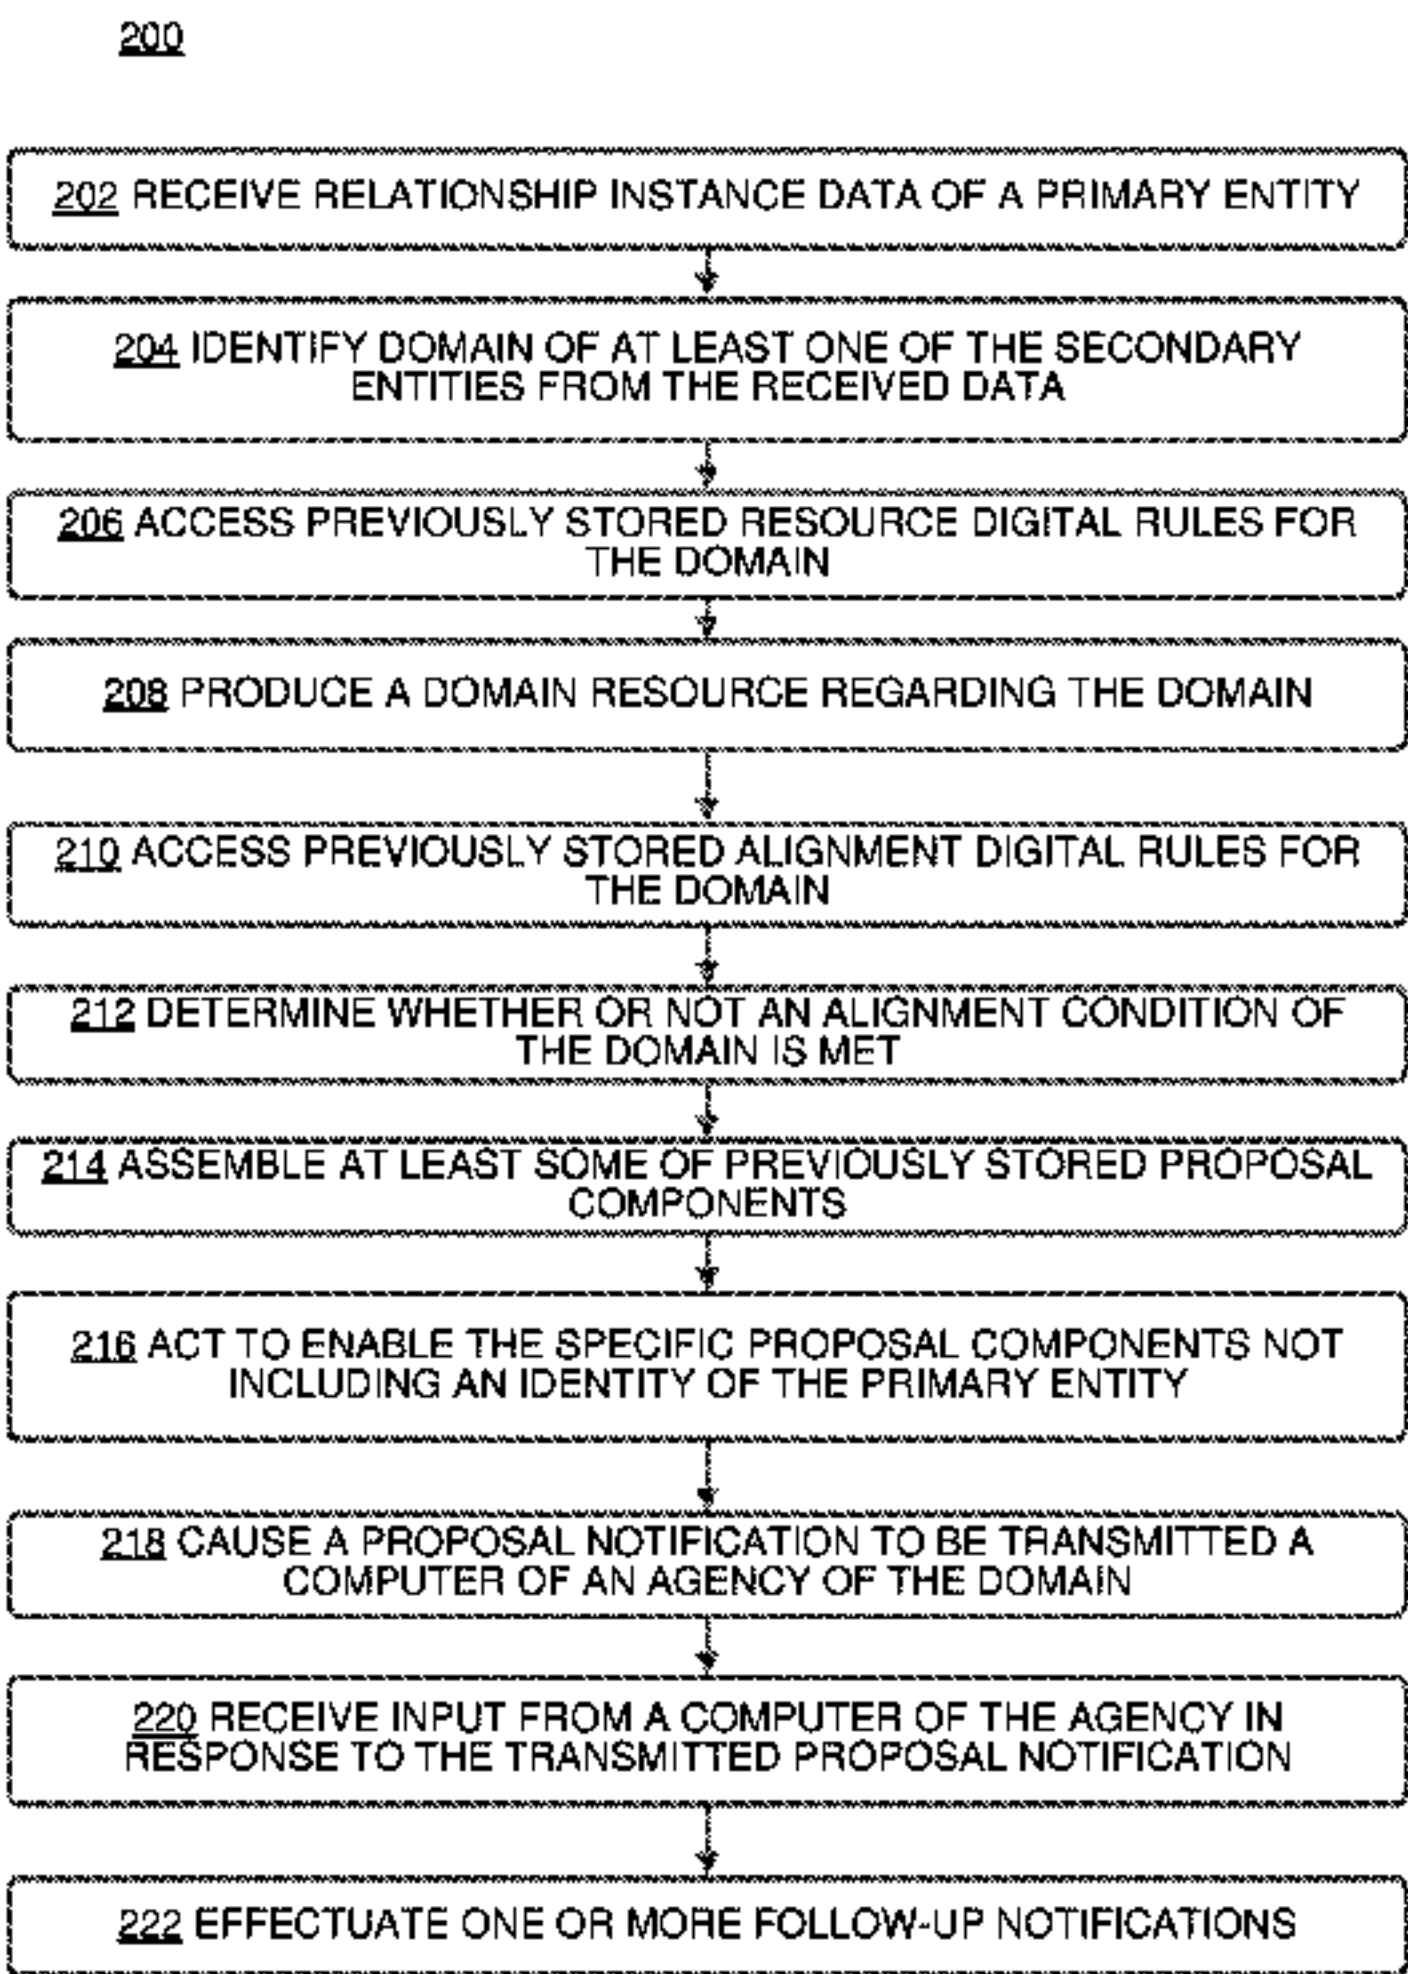 200
202 RECEIVE RELATIONSHIP INSTANCE DATA OF A PRIMARY ENTITY
204 IDENTIFY DOMAIN OF AT LEAST ONE OF THE SECONDARY
ENTITIES FROM THE RECEIVED DATA
206 ACCESS PREVIOUSLY STORED RESOURCE DIGITAL RULES FOR
THE DOMAIN
208 PRODUCE A DOMAIN RESOURCE REGARDING THE DOMAIN
210 ACCESS PREVIOUSLY STORED ALIGNMENT DIGITAL RULES FOR
THE DOMAIN
212 DETERMINE WHETHER OR NOT AN ALIGNMENT CONDITION OF
THE DOMAIN IS MET
214 ASSEMBLE AT LEAST SOME OF PREVIOUSLY STORED PROPOSAL
COMPONENTS
216 ACT TO ENABLE THE SPECIFIC PROPOSAL COMPONENTS NOT
INCLUDING AN IDENTITY OF THE PRIMARY ENTITY
218 CAUSE A PROPOSAL NOTIFICATION TO BE TRANSMITTED A
COMPUTER OF AN AGENCY OF THE DOMAIN
220 RECEIVE INPUT FROM A COMPUTER OF THE AGENCY IN
RESPONSE TO THE TRANSMITTED PROPOSAL NOTIFICATION
222 EFFECTUATE ONE OR MORE FOLLOW-UP NOTIFICATIONS